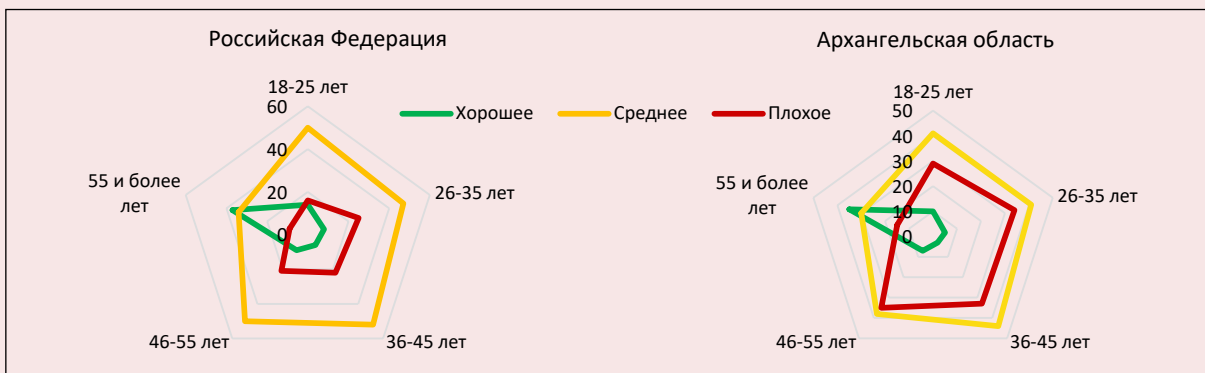 Российская Федерация
18-25 лет
60
40
20
0
26-35 лет
36-45 лет
46-55 лет
55 и более
лет
Хорошее
Среднее
Плохое
Архангельская область
18-25 лет
50
40
30
20
10
0
26-35 лет
36-45 лет
46-55 лет
55 и более
лет